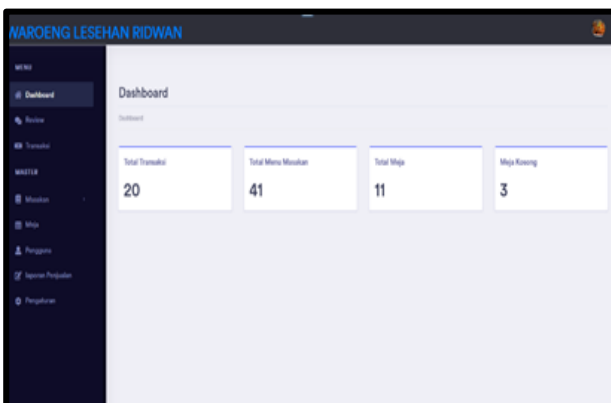 WAROENG LESEHAN RIDWAN
MENU
Dashboard
Review
Transaksi
MASTER
Masakan
Meja
Pengguna
laporan Penjualan
Pengaturan
Dashboard
Dashboard
Total Transaksi
20
Total Menu Masakan
41
Total Meja
11
Meja Kosong
3